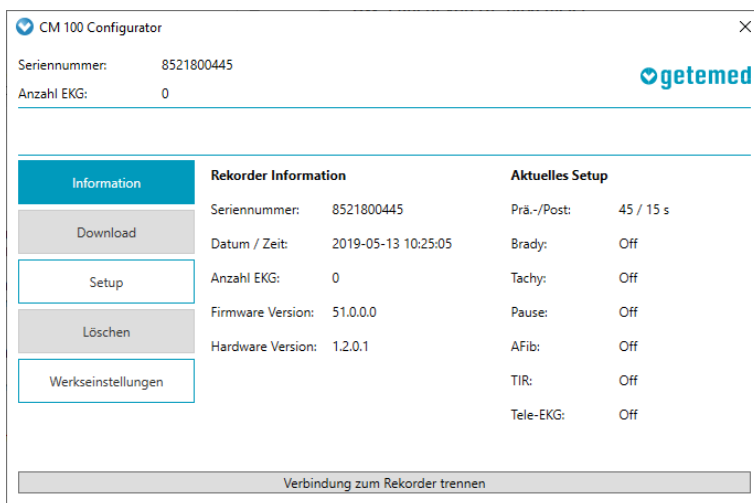 CM 100 Configurator
Seriennummer: 8521800445
Anzahl EKG: 0
getemed
Information
Download
Setup
Löschen
Werkseinstellungen
Rekorder Information
Seriennummer: 8521800445
Datum / Zeit: 2019-05-13 10:25:05
Anzahl EKG: 0
Firmware Version: 51.0.0.0
Hardware Version: 1.2.0.1
Aktuelles Setup
Prä.-/Post: 45 / 15 s
Brady: Off
Tachy: Off
Pause: Off
AFib: Off
TIR: Off
Tele-EKG: Off
Verbindung zum Rekorder trennen